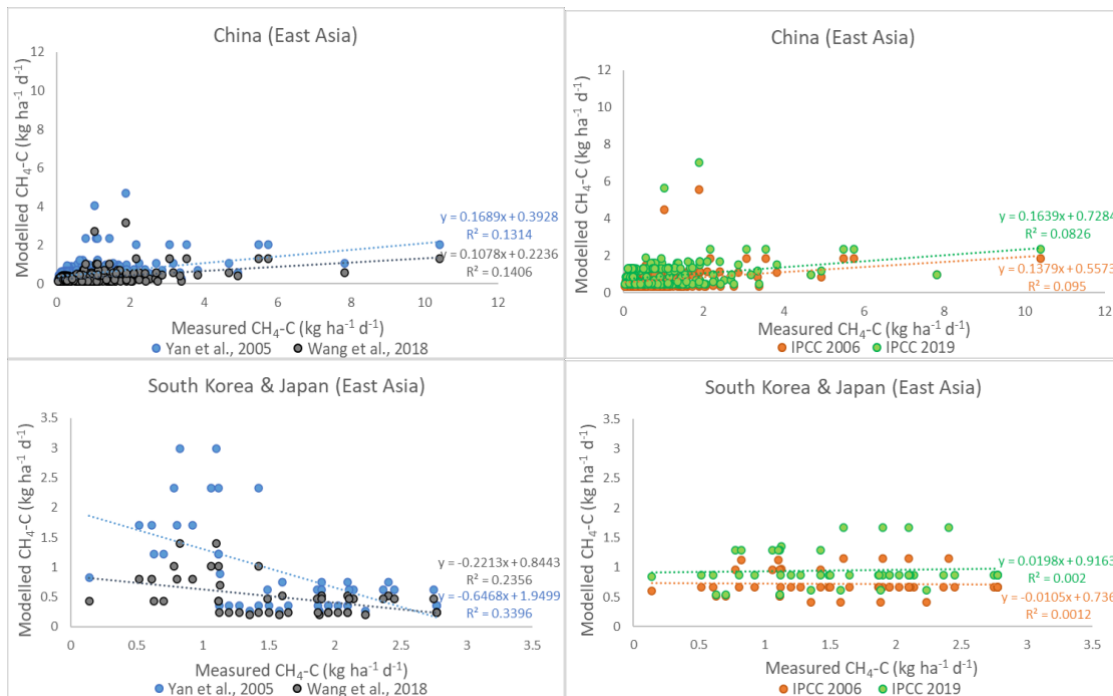 China (East Asia)
Modelled CH₄-C (kg ha⁻¹ d⁻¹)
12
10
8
6
4
2
0
y = 0.1689x + 0.3928
R² = 0.1314
y = 0.1078x + 0.2236
R² = 0.1406
0 2 4 6 8 10 12
Measured CH₄-C (kg ha⁻¹ d⁻¹)
Yan et al., 2005 Wang et al., 2018
China (East Asia)
Modelled CH₄-C (kg ha⁻¹ d⁻¹)
12
10
8
6
4
2
0
y = 0.1639x + 0.7284
R² = 0.0826
y = 0.1379x + 0.5573
R² = 0.095
0 2 4 6 8 10 12
Measured CH₄-C (kg ha⁻¹ d⁻¹)
IPCC 2006 IPCC 2019
South Korea & Japan (East Asia)
Modelled CH₄-C (kg ha⁻¹ d⁻¹)
3.5
3
2.5
2
1.5
1
0.5
0
y = -0.2213x + 0.8443
R² = 0.2356
y = -0.6468x + 1.9499
R² = 0.3396
0 0.5 1 1.5 2 2.5 3 3.5
Measured CH₄-C (kg ha⁻¹ d⁻¹)
Yan et al., 2005 Wang et al., 2018
South Korea & Japan (East Asia)
Modelled CH₄-C (kg ha⁻¹ d⁻¹)
3.5
3
2.5
2
1.5
1
0.5
0
y = 0.0198x + 0.9163
R² = 0.002
y = -0.0105x + 0.736
R² = 0.0012
0 0.5 1 1.5 2 2.5 3 3.5
Measured CH₄-C (kg ha⁻¹ d⁻¹)
IPCC 2006 IPCC 2019